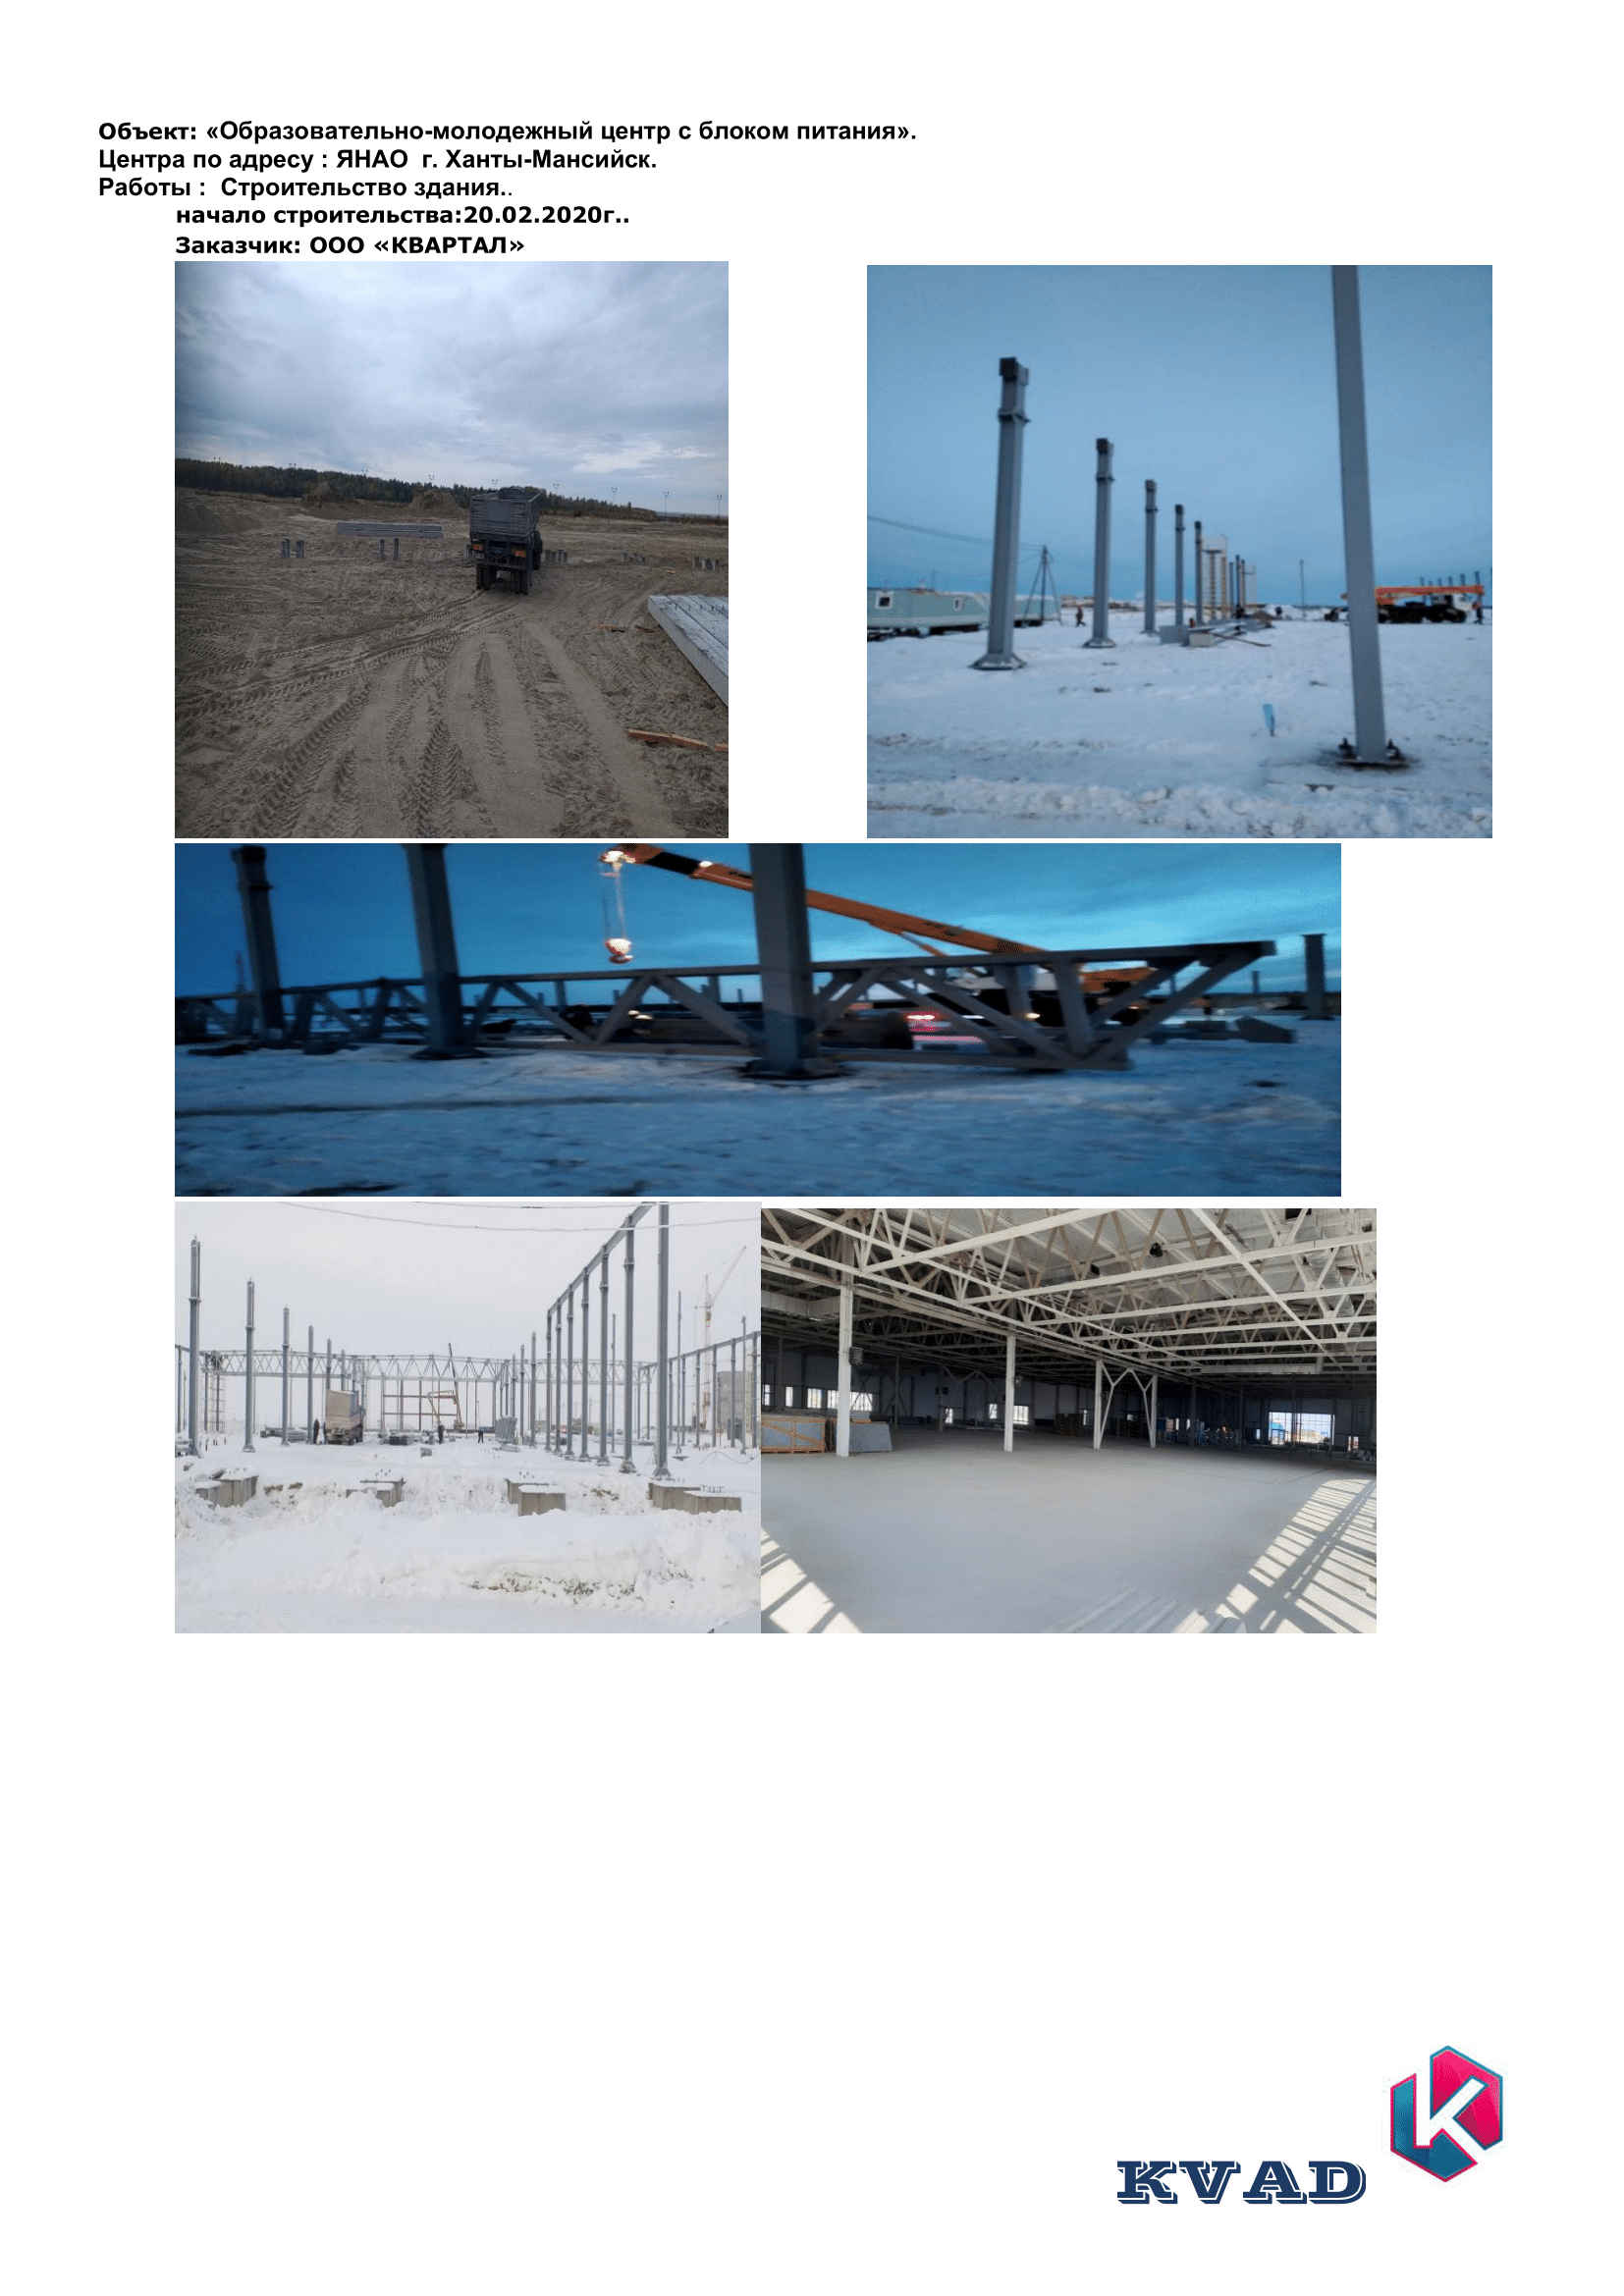 Объект: «Образовательно-молодежный центр с блоком питания».
Центра по адресу : ЯНАО  г. Ханты-Мансийск.
Работы :  Строительство здания..
начало строительства:20.02.2020г..
Заказчик: ООО «КВАРТАЛ»
KVAD